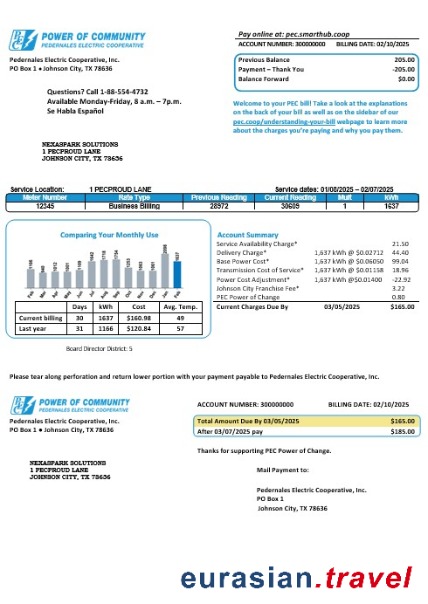 POWER OF COMMUNITY
PEDERNALES ELECTRIC COOPERATIVE
Pedernales Electric Cooperative, Inc.
PO Box 1 ● Johnson City, TX 78636
Pay online at: pec.smarthub.coop
ACCOUNT NUMBER: 300000000 BILLING DATE: 02/10/2025
Previous Balance 205.00
Payment – Thank You -205.00
Balance Forward $0.00
Questions? Call 1-88-554-4732
Available Monday-Friday, 8 a.m. – 7p.m.
Se Habla Español
Welcome to your PEC bill! Take a look at the explanations
on the back of your bill as well as on the sidebar of our
pec.coop/understanding-your-bill webpage to learn more
about the charges you're paying and why you pay them.
NEXASPARK SOLUTIONS
1 PECPROUD LANE
JOHNSON CITY, TX 78636
Service Location: 1 PECPROUD LANE Service dates: 01/08/2025 – 02/07/2025
Meter Number Rate Type Previous Reading Current Reading Mult kWh
12345 Business Billing 28972 30609 1 1637
Comparing Your Monthly Use
Days kWh Cost Avg. Temp.
Current billing 30 1637 $160.98 49
Last year 31 1166 $120.84 57
Account Summary
Service Availability Charge* 21.50
Delivery Charge* 1,637 kWh @ $0.02712 44.40
Base Power Cost* 1,637 kWh @ $0.06050 99.04
Transmission Cost of Service* 1,637 kWh @ $0.01158 18.96
Power Cost Adjustment* 1,637 kWh @$0.01400 -22.92
Johnson City Franchise Fee* 3.22
PEC Power of Change 0.80
Current Charges Due By 03/05/2025 $165.00
Board Director District: 5
Please tear along perforation and return lower portion with your payment payable to Pedernales Electric Cooperative, Inc.
POWER OF COMMUNITY
PEDERNALES ELECTRIC COOPERATIVE
Pedernales Electric Cooperative, Inc.
PO Box 1 ● Johnson City, TX 78636
ACCOUNT NUMBER: 300000000 BILLING DATE: 02/10/2025
Total Amount Due By 03/05/2025 $165.00
After 03/07/2025 pay $185.00
Thanks for supporting PEC Power of Change.
NEXASPARK SOLUTIONS
1 PECPROUD LANE
JOHNSON CITY, TX 78636
Mail Payment to:
Pedernales Electric Cooperative, Inc.
PO Box 1
Johnson City, TX 78636
eurasian.travel